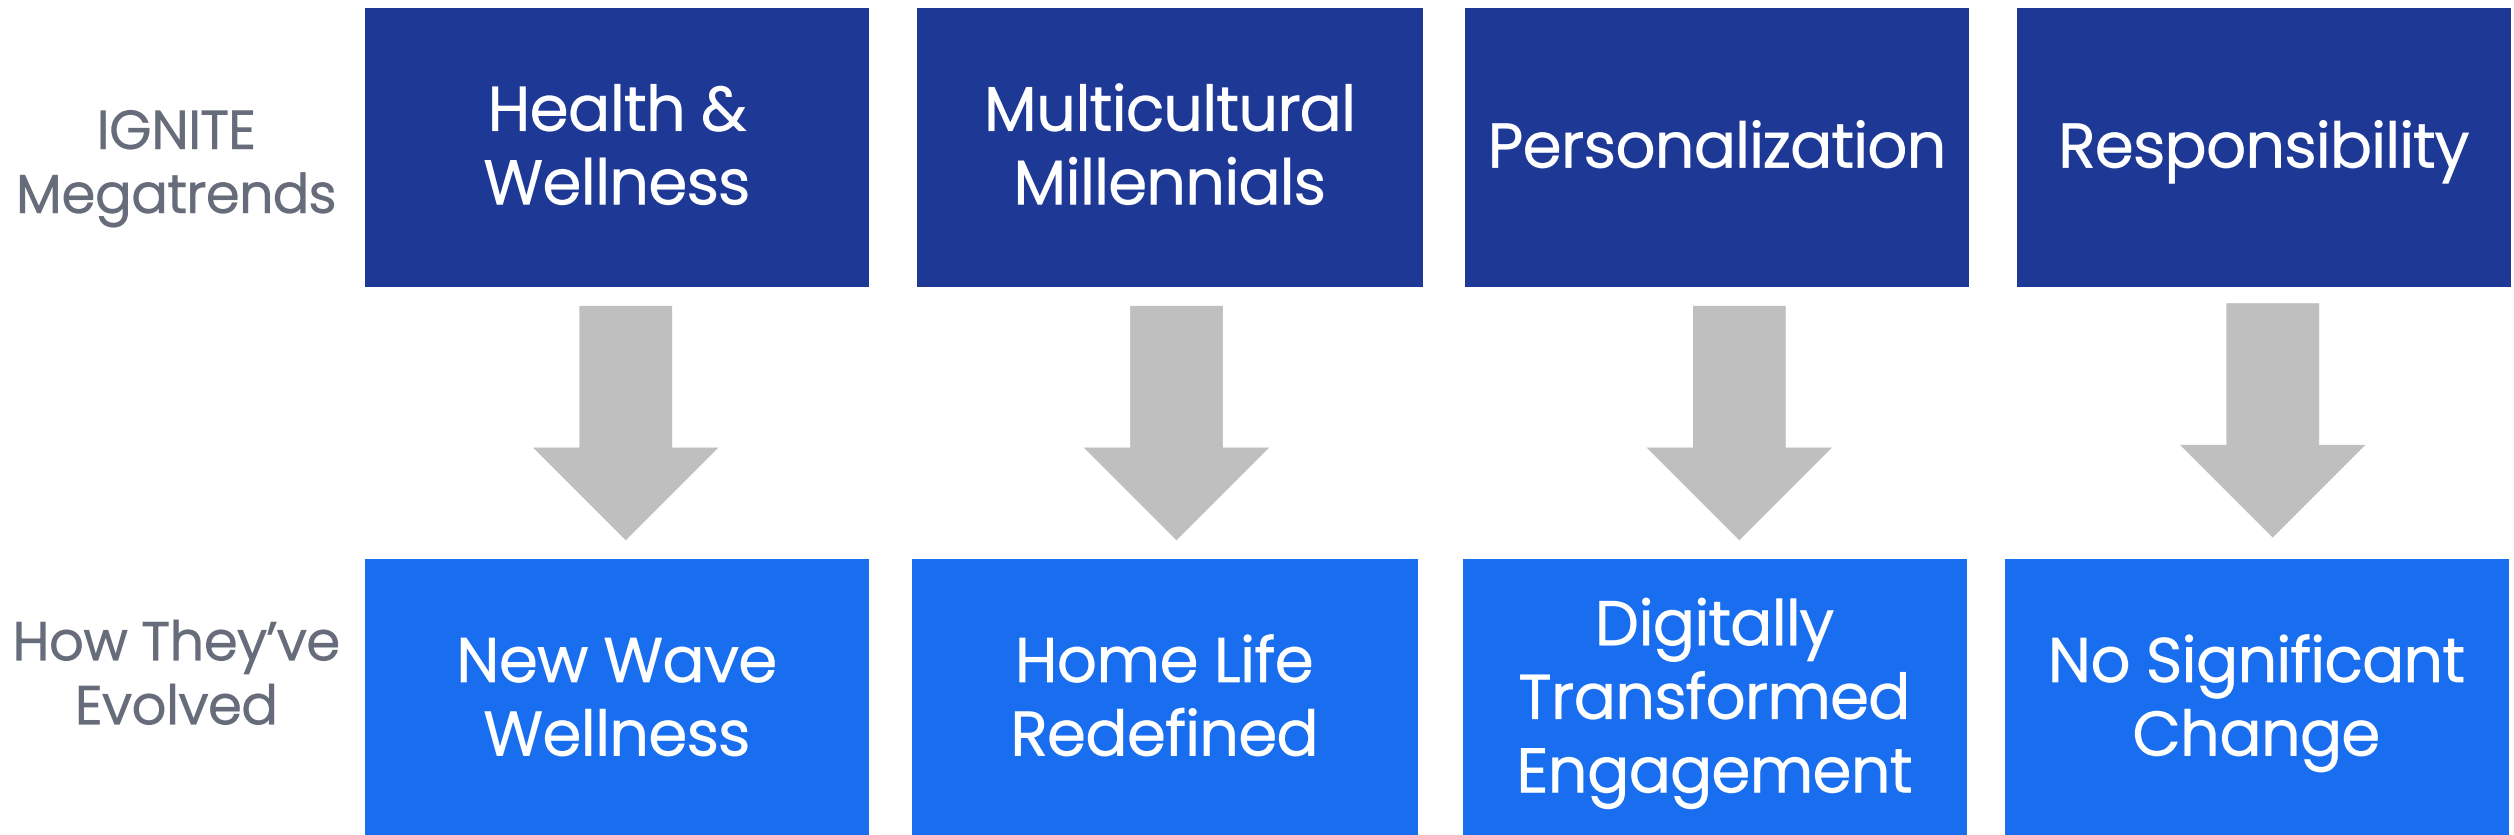 IGNITE
Megatrends
Health &
Wellness
Multicultural
Millennials
Personalization
Responsibility
How They've
Evolved
New Wave
Wellness
Home Life
Redefined
Digitally
Transformed
Engagement
No Significant
Change